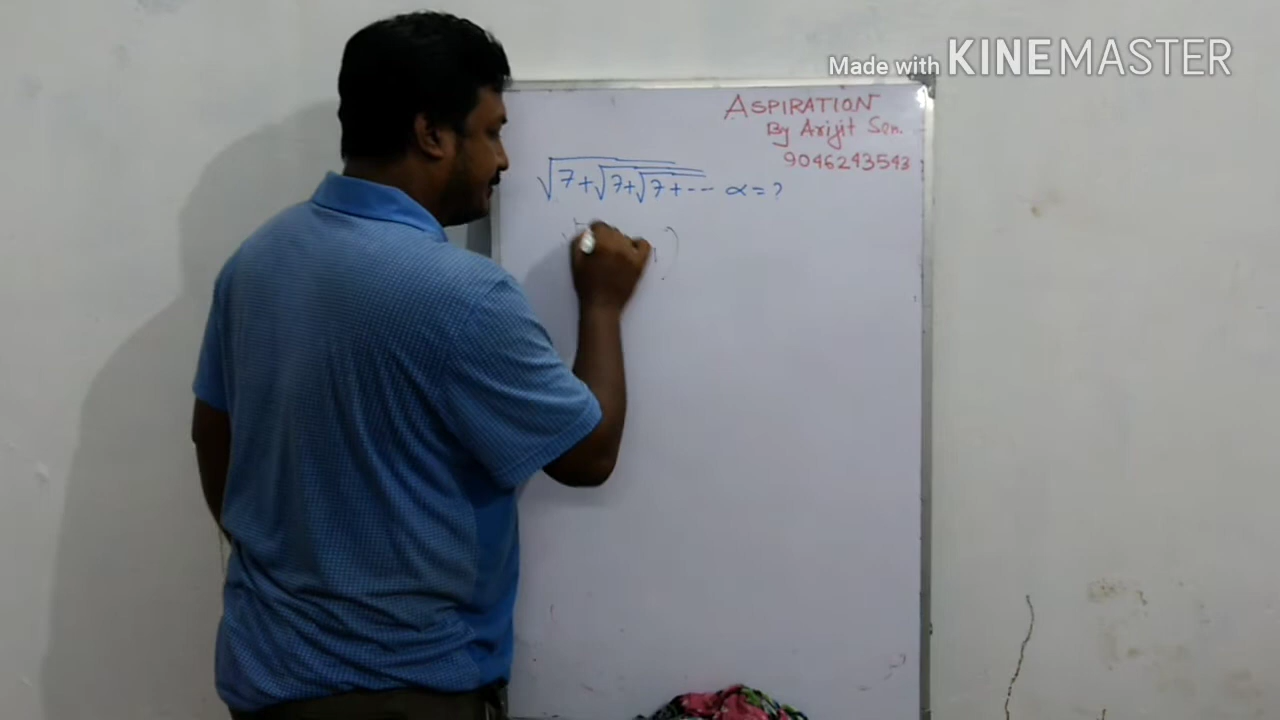 Made with KINEMASTER
ASPIRATION
By Arijit Sen.
9046243543
√7+√7+√7+--- ∝=?